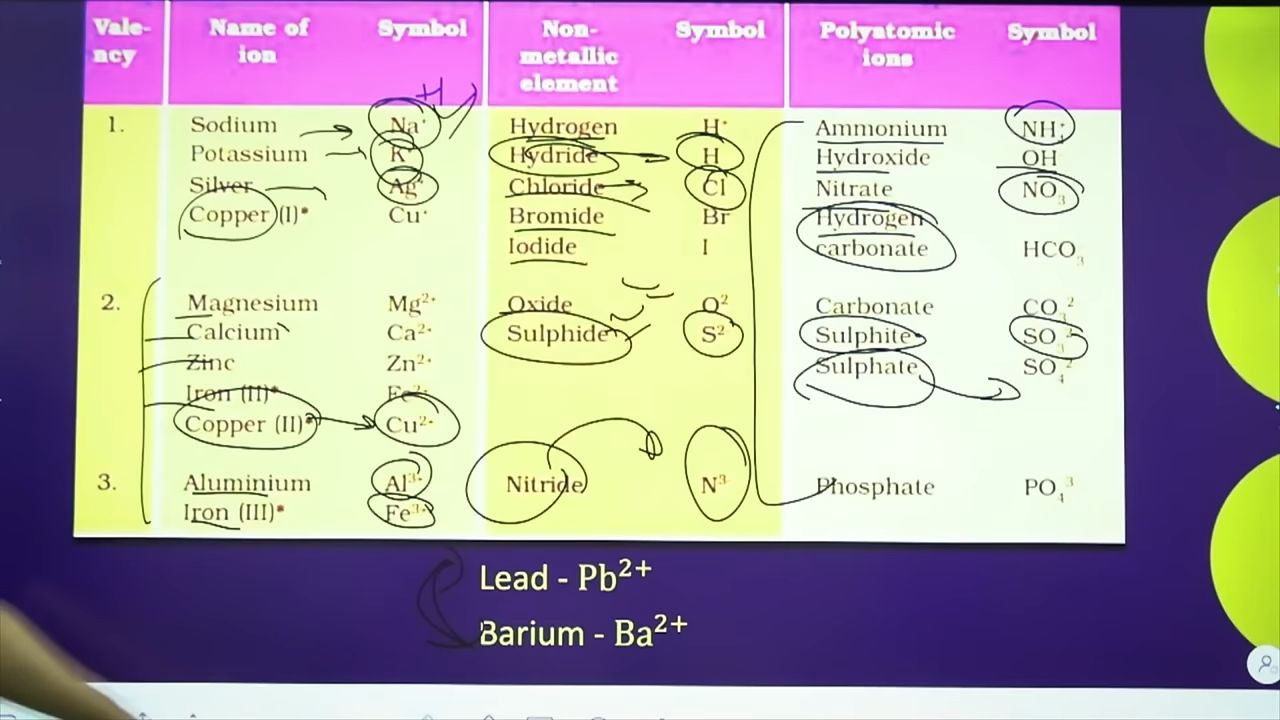 Vale- Name of Symbol Non- Symbol Polyatomic Symbol
ncy ion metallic ions
element
1. Sodium Na⁺ Hydrogen H⁺ Ammonium NH₄⁺
Potassium K⁺ Hydride H Hydroxide OH
Silver Ag⁺ Chloride Cl Nitrate NO₃
Copper (I)* Cu⁺ Bromide Br Hydrogen
Iodide I carbonate HCO₃
2. Magnesium Mg²⁺ Oxide O² Carbonate CO₃²
Calcium Ca²⁺ Sulphide S² Sulphite SO₃²
Zinc Zn²⁺ Sulphate SO₄²
Iron (II)* Fe²⁺
Copper (II)* Cu²⁺
3. Aluminium Al³⁺ Nitride N³ Phosphate PO₄³
Iron (III)* Fe³⁺
Lead - Pb²⁺
Barium - Ba²⁺